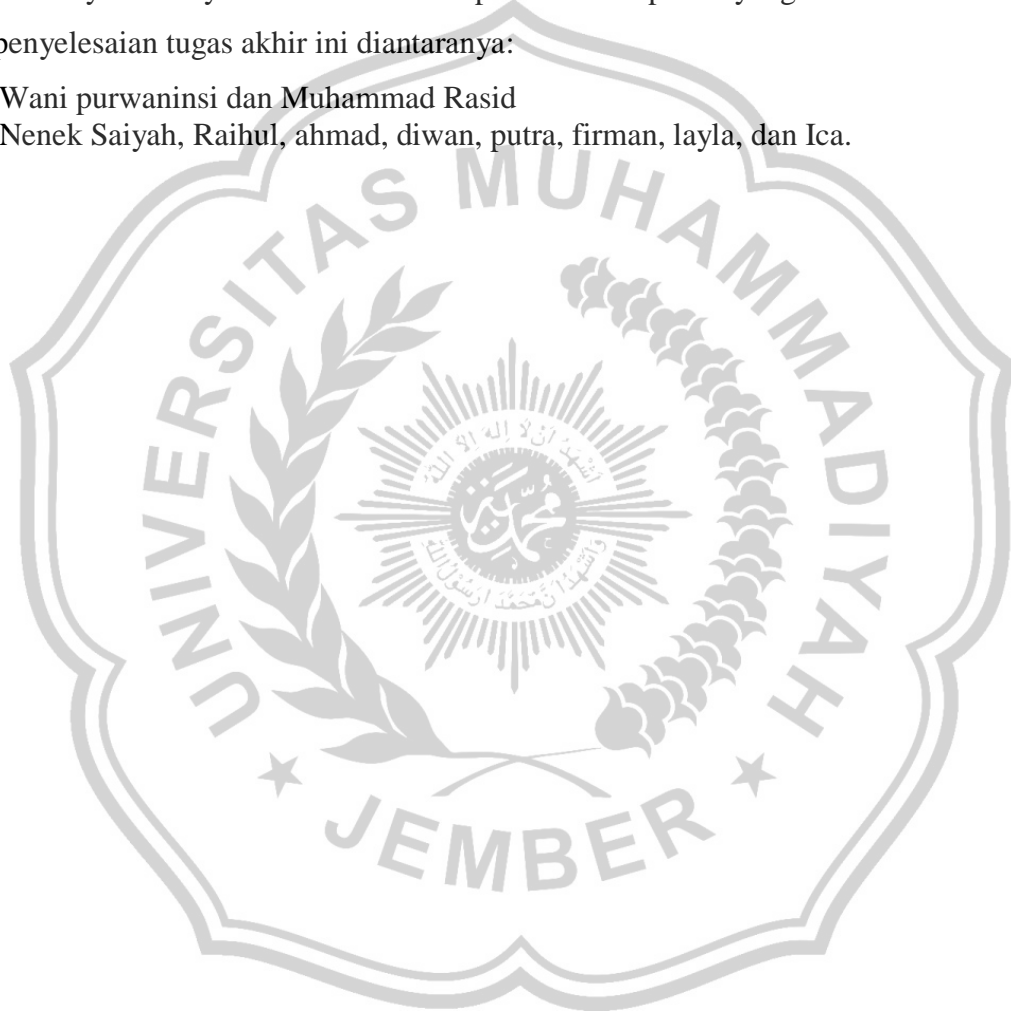 penyelesaian tugas akhir ini diantaranya:
Wani purwaninsi dan Muhammad Rasid
Nenek Saiyah, Raihul, ahmad, diwan, putra, firman, layla, dan Ica.
UNIVERSITAS MUHAMMADIYAH
JEMBER
محمدية